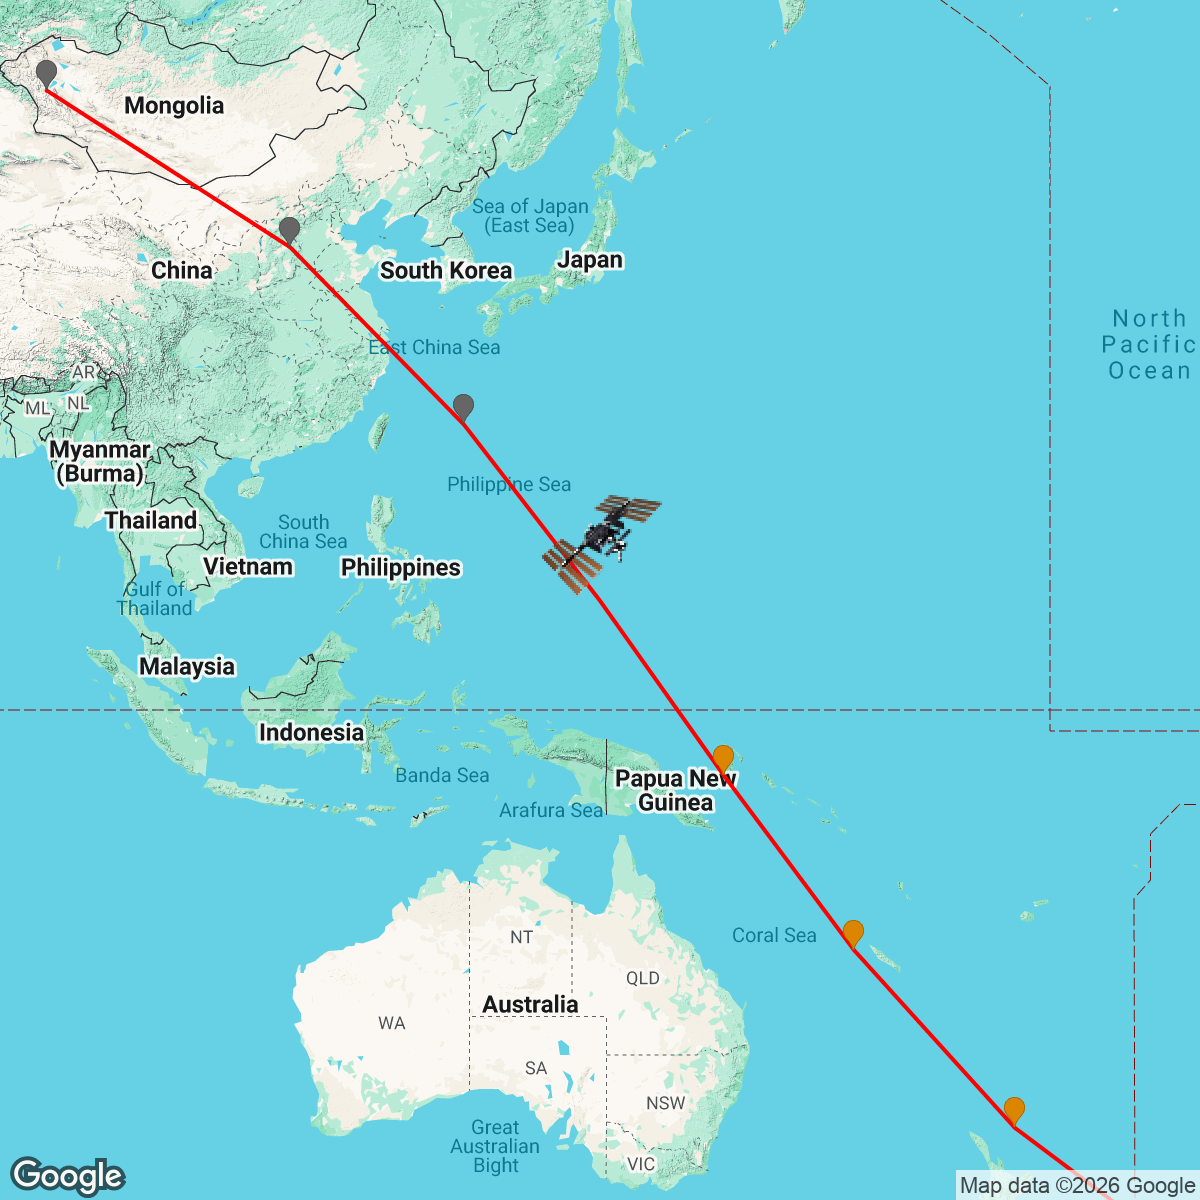 Mongolia
Sea of Japan
(East Sea)
Japan
China
South Korea
North
Pacific
Ocean
East China Sea
AR
ML
NL
Myanmar
(Burma)
Philippine Sea
Thailand
South
China Sea
Vietnam
Philippines
Gulf of
Thailand
Malaysia
Indonesia
Banda Sea
Papua New
Guinea
Arafura Sea
Coral Sea
NT
QLD
Australia
WA
SA
NSW
Great
Australian
Bight
VIC
Google
Map data ©2026 Google